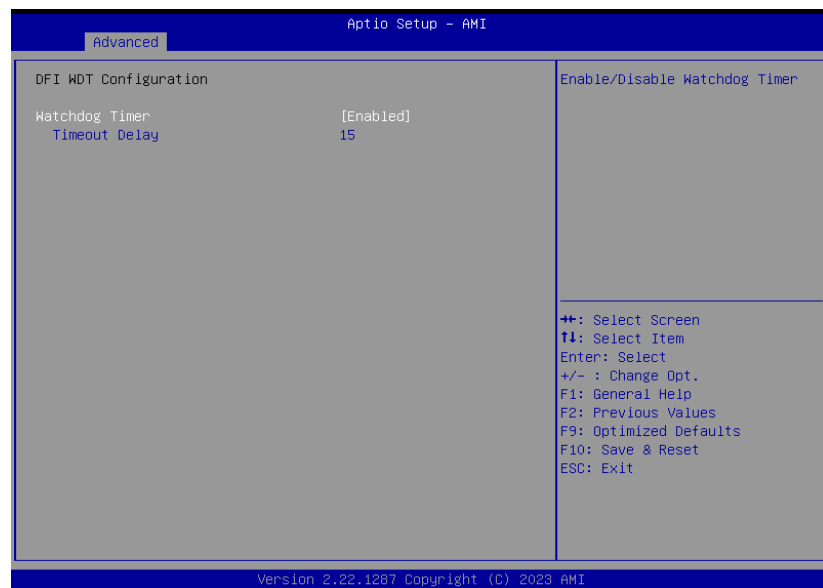 Aptio Setup – AMI
Advanced
DFI WDT Configuration
Watchdog Timer [Enabled]
Timeout Delay 15
Enable/Disable Watchdog Timer
→←: Select Screen
↑↓: Select Item
Enter: Select
+/- : Change Opt.
F1: General Help
F2: Previous Values
F9: Optimized Defaults
F10: Save & Reset
ESC: Exit
Version 2.22.1287 Copyright (C) 2023 AMI